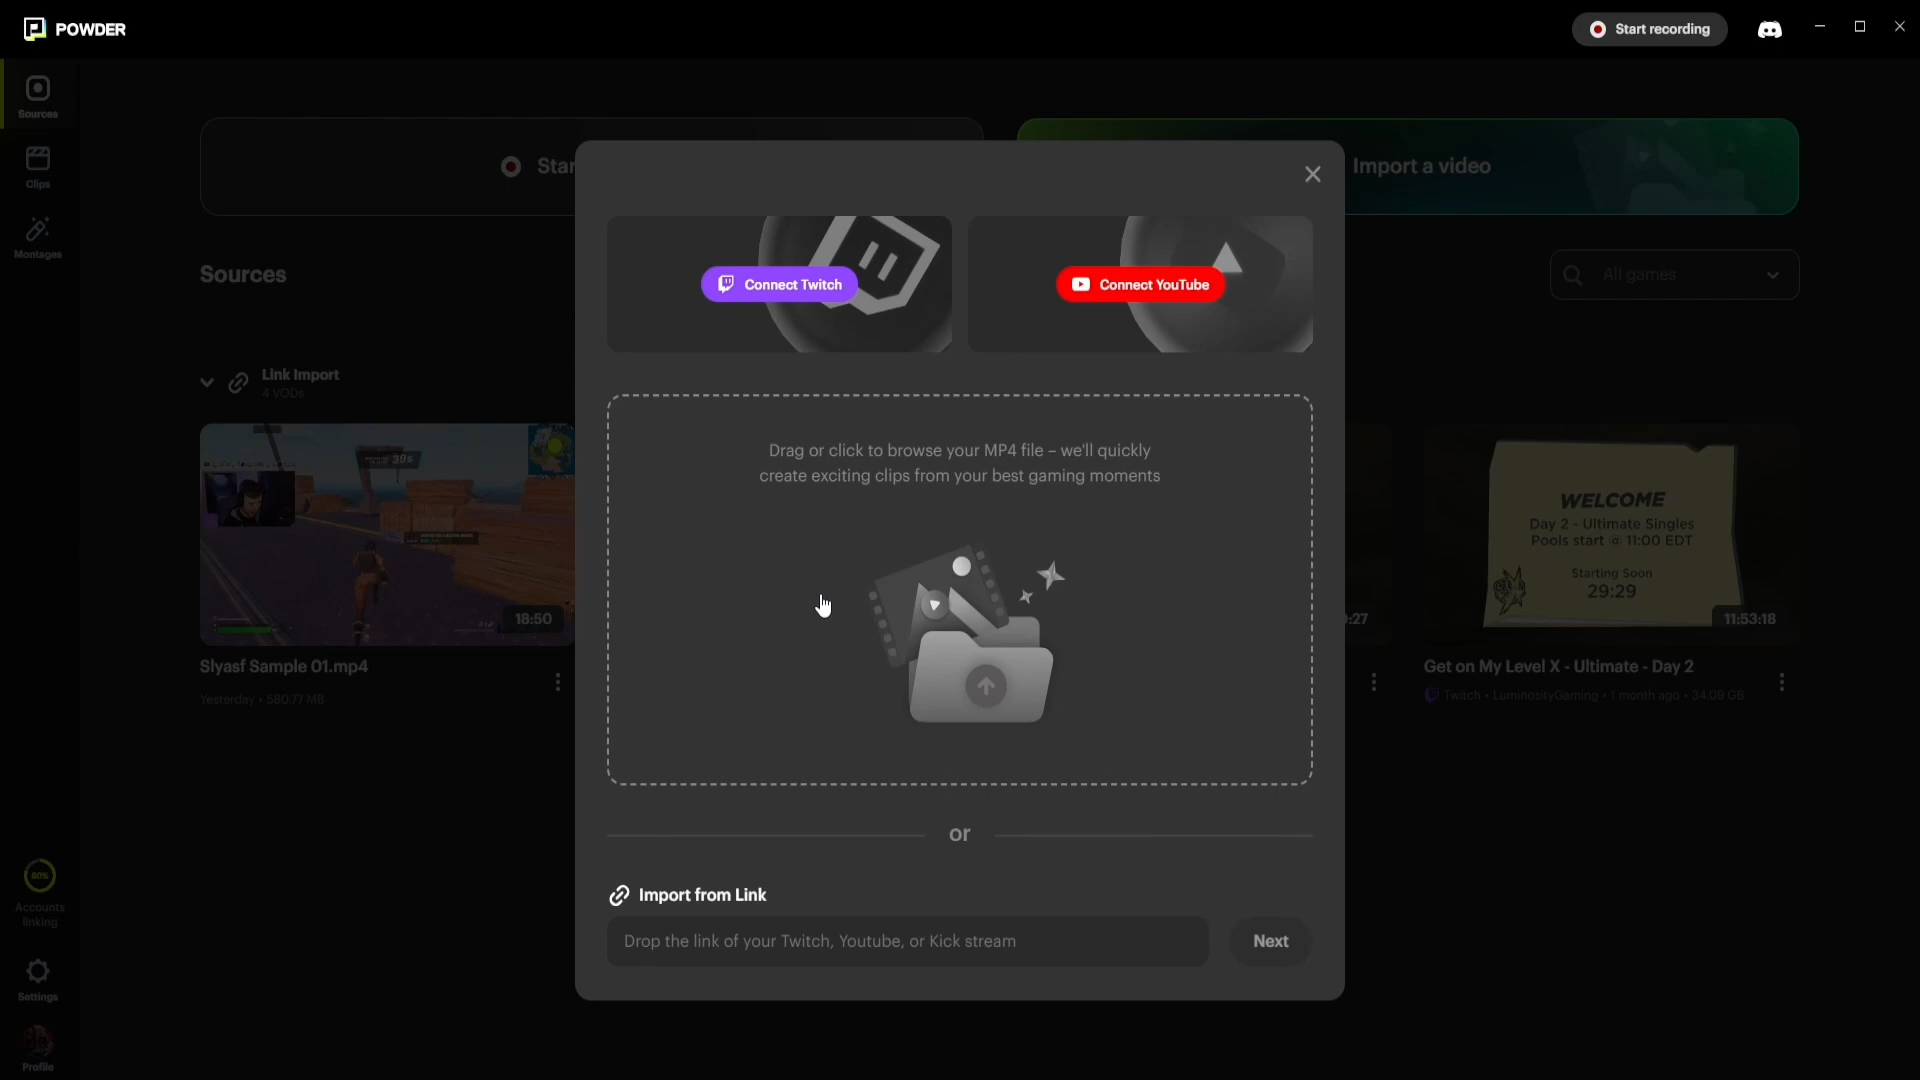 POWDER
Start recording
Sources
Clips
Montages
Star
Import a video
Sources
All games
Link Import
4 VODs
Connect Twitch
Connect YouTube
Drag or click to browse your MP4 file – we'll quickly
create exciting clips from your best gaming moments
39s
18:50
:27
WELCOME
Day 2 - Ultimate Singles
Pools start @ 11:00 EDT
Starting Soon
29:29
11:53:18
Slyasf Sample 01.mp4
Yesterday • 580.77 MB
Get on My Level X - Ultimate - Day 2
Twitch • LuminosityGaming • 1 month ago • 34.09 GB
or
Import from Link
Drop the link of your Twitch, Youtube, or Kick stream
Next
80%
Accounts
linking
Settings
Profile